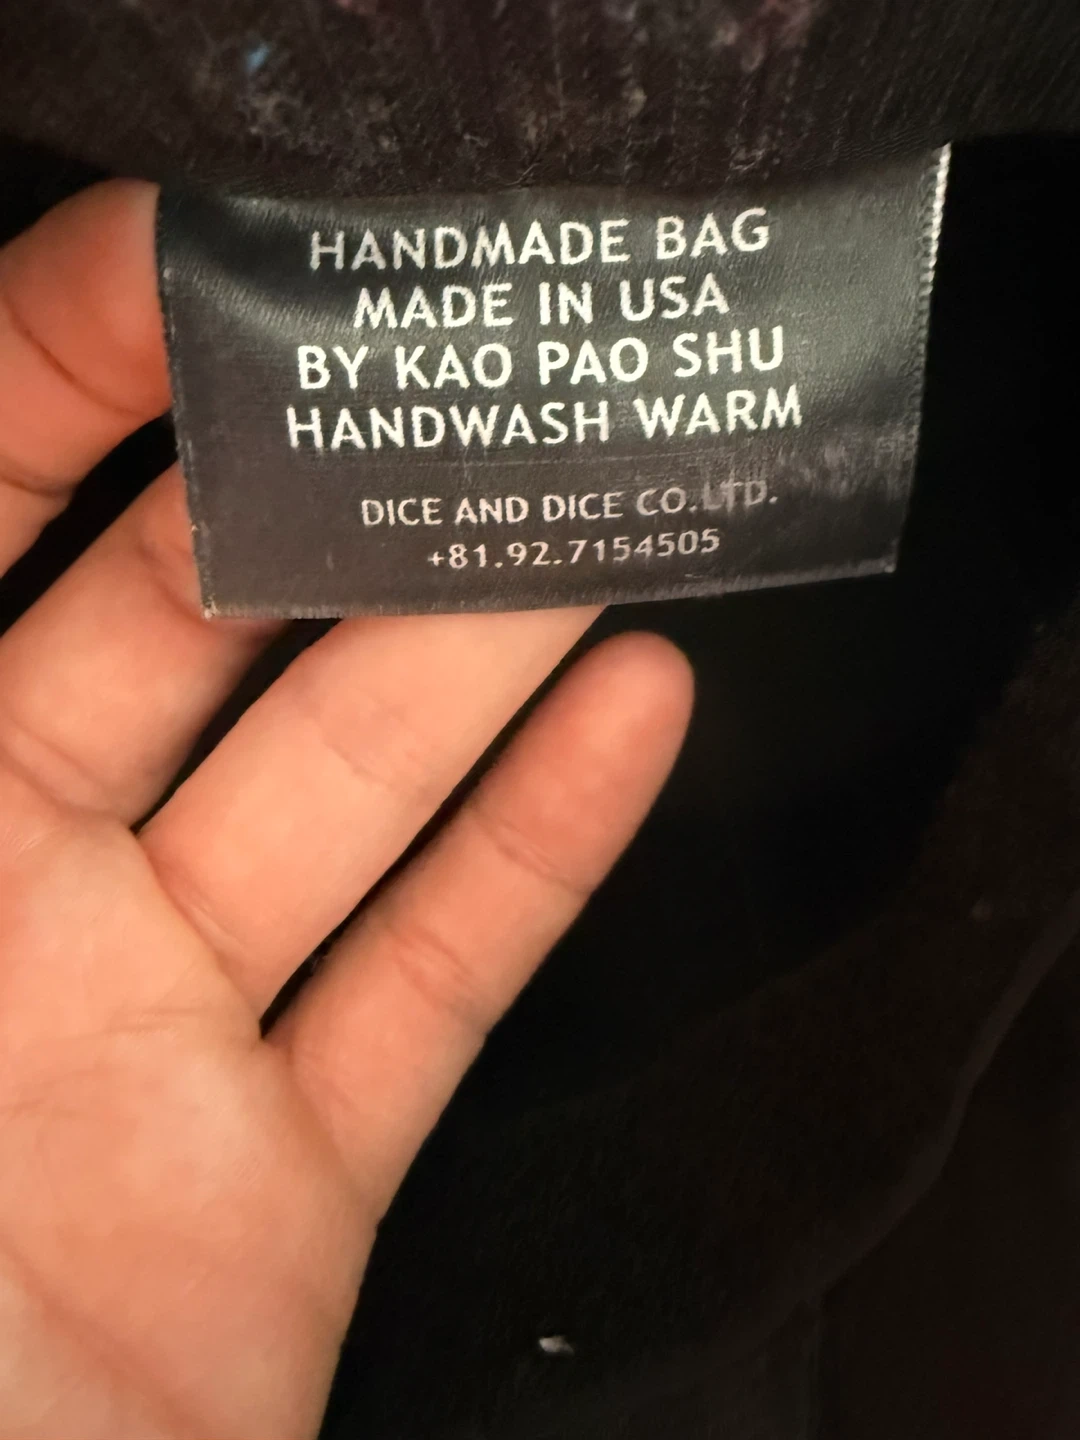 HANDMADE BAG
MADE IN USA
BY KAO PAO SHU
HANDWASH WARM
DICE AND DICE CO.LTD.
+81.92.7154505